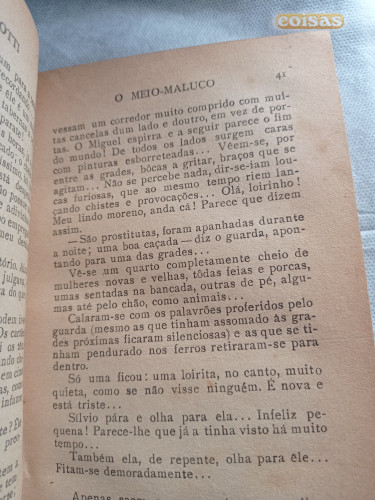 coisas
OTTI
O MEIO-MALUCO
41
vessam um corredor muito comprido com mui-
tas cancelas dum lado e doutro, em vez de por-
tas. O Miguel espirra e a seguir parece o fim
do mundo! De todos os lados surgem caras
com pinturas esborreteadas... Vêem-se, por
entre as grades, bôcas a gritar, braços que se
agitam... Não se percebe nada, dir-se-iam lou-
cas furiosas, que ao mesmo tempo riem lan-
çando chistes e provocações... Olá, loirinho!
Meu lindo moreno, anda cá! Parece que dizem
assim.
— São prostitutas, foram apanhadas durante
a noite; uma boa caçada — diz o guarda, apon-
tando para uma das grades...
Vê-se um quarto completamente cheio de
mulheres novas e velhas, tôdas feias e porcas,
umas sentadas na bancada, outras de pé, algu-
mas até pelo chão, como animais...
Calaram-se com os palavrões proferidos pelo
guarda (mesmo as que tinham assomado às gra-
des próximas ficaram silenciosas) e as que se ti-
nham pendurado nos ferros retiraram-se para
dentro.
Só uma ficou: uma loirita, no canto, muito
quieta, como se não visse ninguém. É nova e
está triste...
Sílvio pára e olha para ela... Infeliz pe-
quena! Parece-lhe que já a tinha visto há muito
tempo...
Também ela, de repente, olha para êle...
Fitam-se demoradamente...